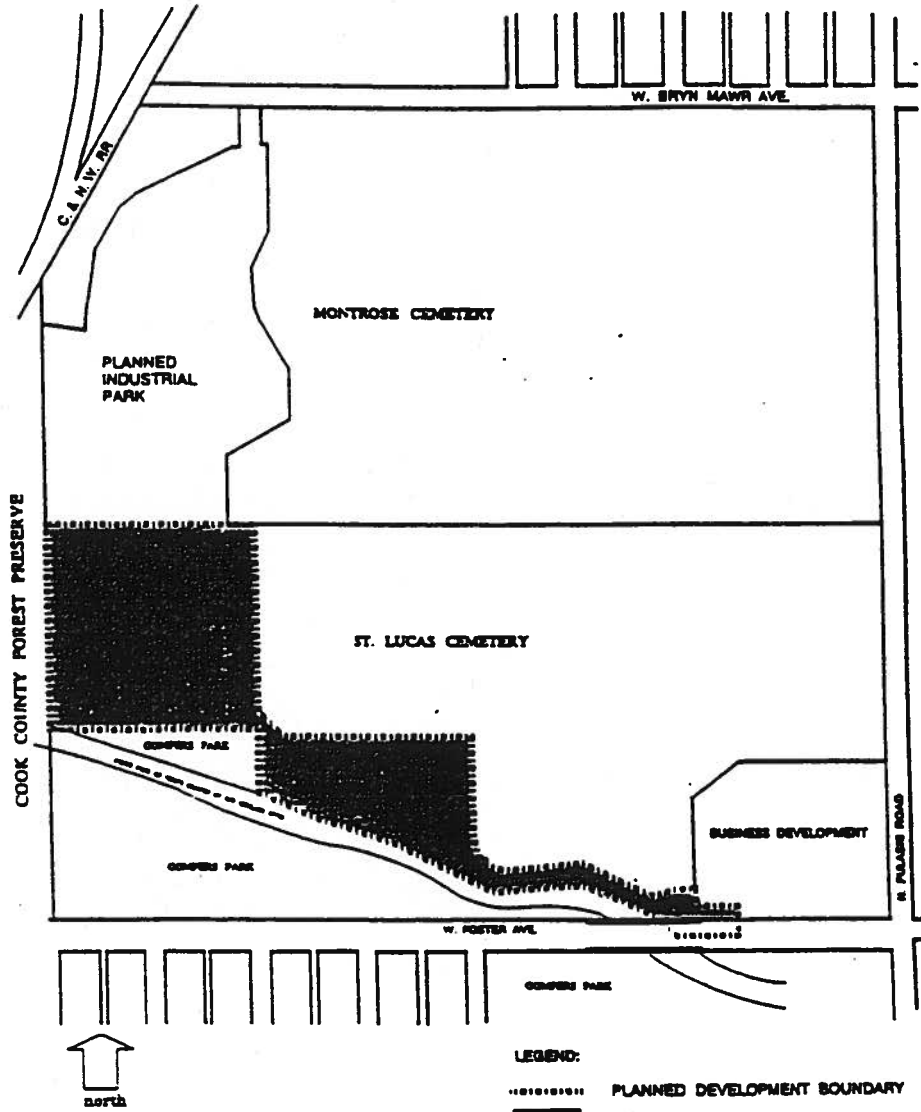 W. BRYN MAWR AVE.
C. & N. W. RR
MONTROSE CEMETERY
PLANNED
INDUSTRIAL
PARK
COOK COUNTY FOREST PRESERVE
ST. LUCAS CEMETERY
GOMPERS PARK
BUSINESS DEVELOPMENT
N. PULASKI ROAD
GOMPERS PARK
W. FOSTER AVE.
GOMPERS PARK
LEGEND:
PLANNED DEVELOPMENT BOUNDARY
north